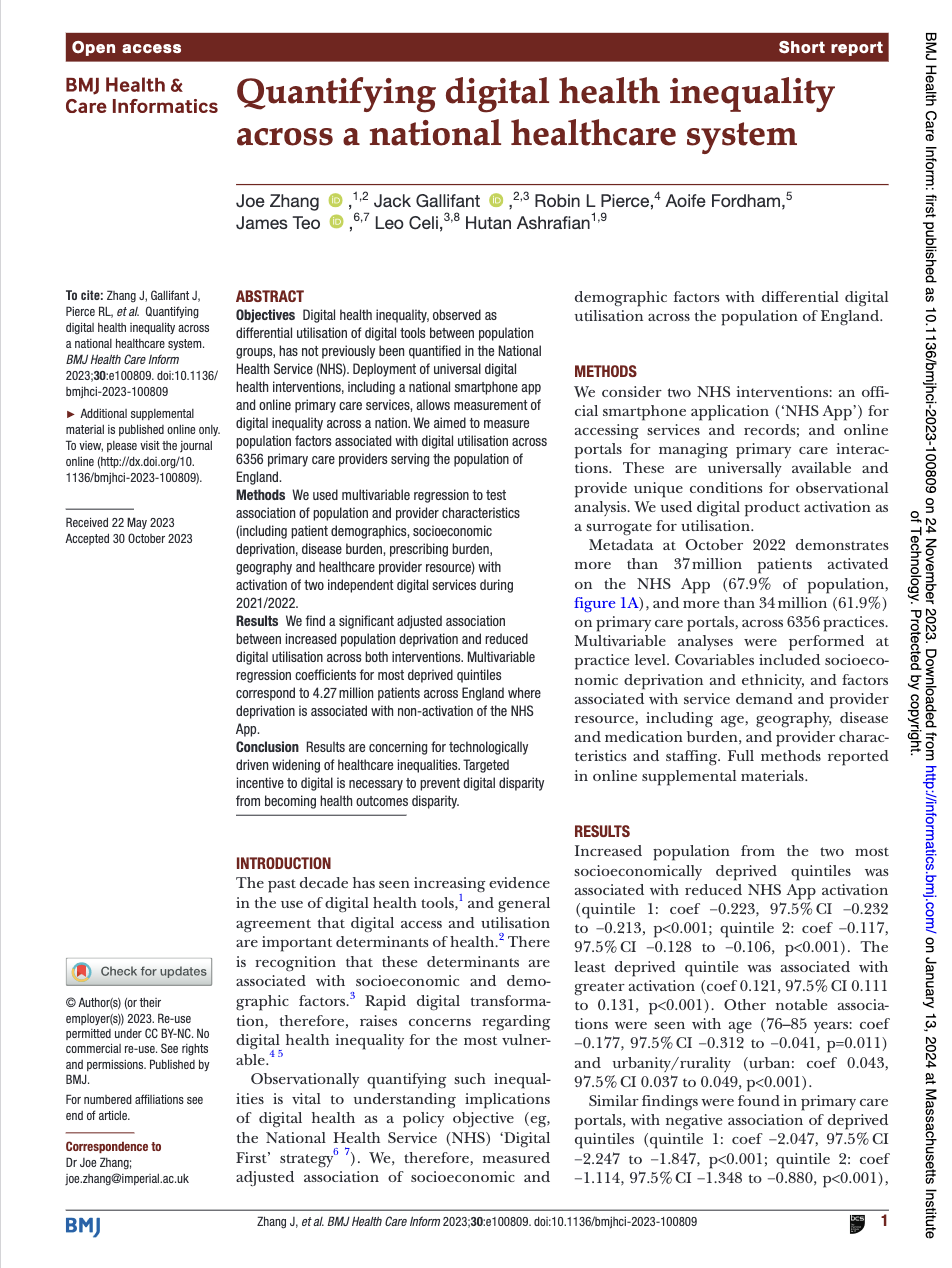 Open access
Short report
BMJ Health &
Care Informatics
Quantifying digital health inequality
across a national healthcare system
Joe Zhang iD ,1,2 Jack Gallifant iD ,2,3 Robin L Pierce,4 Aoife Fordham,5
James Teo iD ,6,7 Leo Celi,3,8 Hutan Ashrafian1,9
To cite: Zhang J, Gallifant J,
Pierce RL, et al. Quantifying
digital health inequality across
a national healthcare system.
BMJ Health Care Inform
2023;30:e100809. doi:10.1136/
bmjhci-2023-100809
► Additional supplemental
material is published online only.
To view, please visit the journal
online (http://dx.doi.org/10.
1136/bmjhci-2023-100809).
Received 22 May 2023
Accepted 30 October 2023
Check for updates
© Author(s) (or their
employer(s)) 2023. Re-use
permitted under CC BY-NC. No
commercial re-use. See rights
and permissions. Published by
BMJ.
For numbered affiliations see
end of article.
Correspondence to
Dr Joe Zhang;
joe.zhang@imperial.ac.uk
ABSTRACT
Objectives Digital health inequality, observed as
differential utilisation of digital tools between population
groups, has not previously been quantified in the National
Health Service (NHS). Deployment of universal digital
health interventions, including a national smartphone app
and online primary care services, allows measurement of
digital inequality across a nation. We aimed to measure
population factors associated with digital utilisation across
6356 primary care providers serving the population of
England.
Methods We used multivariable regression to test
association of population and provider characteristics
(including patient demographics, socioeconomic
deprivation, disease burden, prescribing burden,
geography and healthcare provider resource) with
activation of two independent digital services during
2021/2022.
Results We find a significant adjusted association
between increased population deprivation and reduced
digital utilisation across both interventions. Multivariable
regression coefficients for most deprived quintiles
correspond to 4.27 million patients across England where
deprivation is associated with non-activation of the NHS
App.
Conclusion Results are concerning for technologically
driven widening of healthcare inequalities. Targeted
incentive to digital is necessary to prevent digital disparity
from becoming health outcomes disparity.
INTRODUCTION
The past decade has seen increasing evidence
in the use of digital health tools,1 and general
agreement that digital access and utilisation
are important determinants of health.2 There
is recognition that these determinants are
associated with socioeconomic and demo-
graphic factors.3 Rapid digital transforma-
tion, therefore, raises concerns regarding
digital health inequality for the most vulner-
able.4 5
Observationally quantifying such inequal-
ities is vital to understanding implications
of digital health as a policy objective (eg,
the National Health Service (NHS) ‘Digital
First’ strategy6 7). We, therefore, measured
adjusted association of socioeconomic and
demographic factors with differential digital
utilisation across the population of England.
METHODS
We consider two NHS interventions: an offi-
cial smartphone application (‘NHS App’) for
accessing services and records; and online
portals for managing primary care interac-
tions. These are universally available and
provide unique conditions for observational
analysis. We used digital product activation as
a surrogate for utilisation.
Metadata at October 2022 demonstrates
more than 37 million patients activated
on the NHS App (67.9% of population,
figure 1A), and more than 34 million (61.9%)
on primary care portals, across 6356 practices.
Multivariable analyses were performed at
practice level. Covariables included socioeco-
nomic deprivation and ethnicity, and factors
associated with service demand and provider
resource, including age, geography, disease
and medication burden, and provider charac-
teristics and staffing. Full methods reported
in online supplemental materials.
RESULTS
Increased population from the two most
socioeconomically deprived quintiles was
associated with reduced NHS App activation
(quintile 1: coef −0.223, 97.5% CI −0.232
to −0.213, p<0.001; quintile 2: coef −0.117,
97.5% CI −0.128 to −0.106, p<0.001). The
least deprived quintile was associated with
greater activation (coef 0.121, 97.5% CI 0.111
to 0.131, p<0.001). Other notable associa-
tions were seen with age (76–85 years: coef
−0.177, 97.5% CI −0.312 to −0.041, p=0.011)
and urbanity/rurality (urban: coef 0.043,
97.5% CI 0.037 to 0.049, p<0.001).
Similar findings were found in primary care
portals, with negative association of deprived
quintiles (quintile 1: coef −2.047, 97.5% CI
−2.247 to −1.847, p<0.001; quintile 2: coef
−1.114, 97.5% CI −1.348 to −0.880, p<0.001),
BMJ
Zhang J, et al. BMJ Health Care Inform 2023;30:e100809. doi:10.1136/bmjhci-2023-100809
1
BMJ Health Care Inform: first published as 10.1136/bmjhci-2023-100809 on 24 November 2023. Downloaded from http://informatics.bmj.com/ on January 13, 2024 at Massachusetts Institute
of Technology. Protected by copyright.